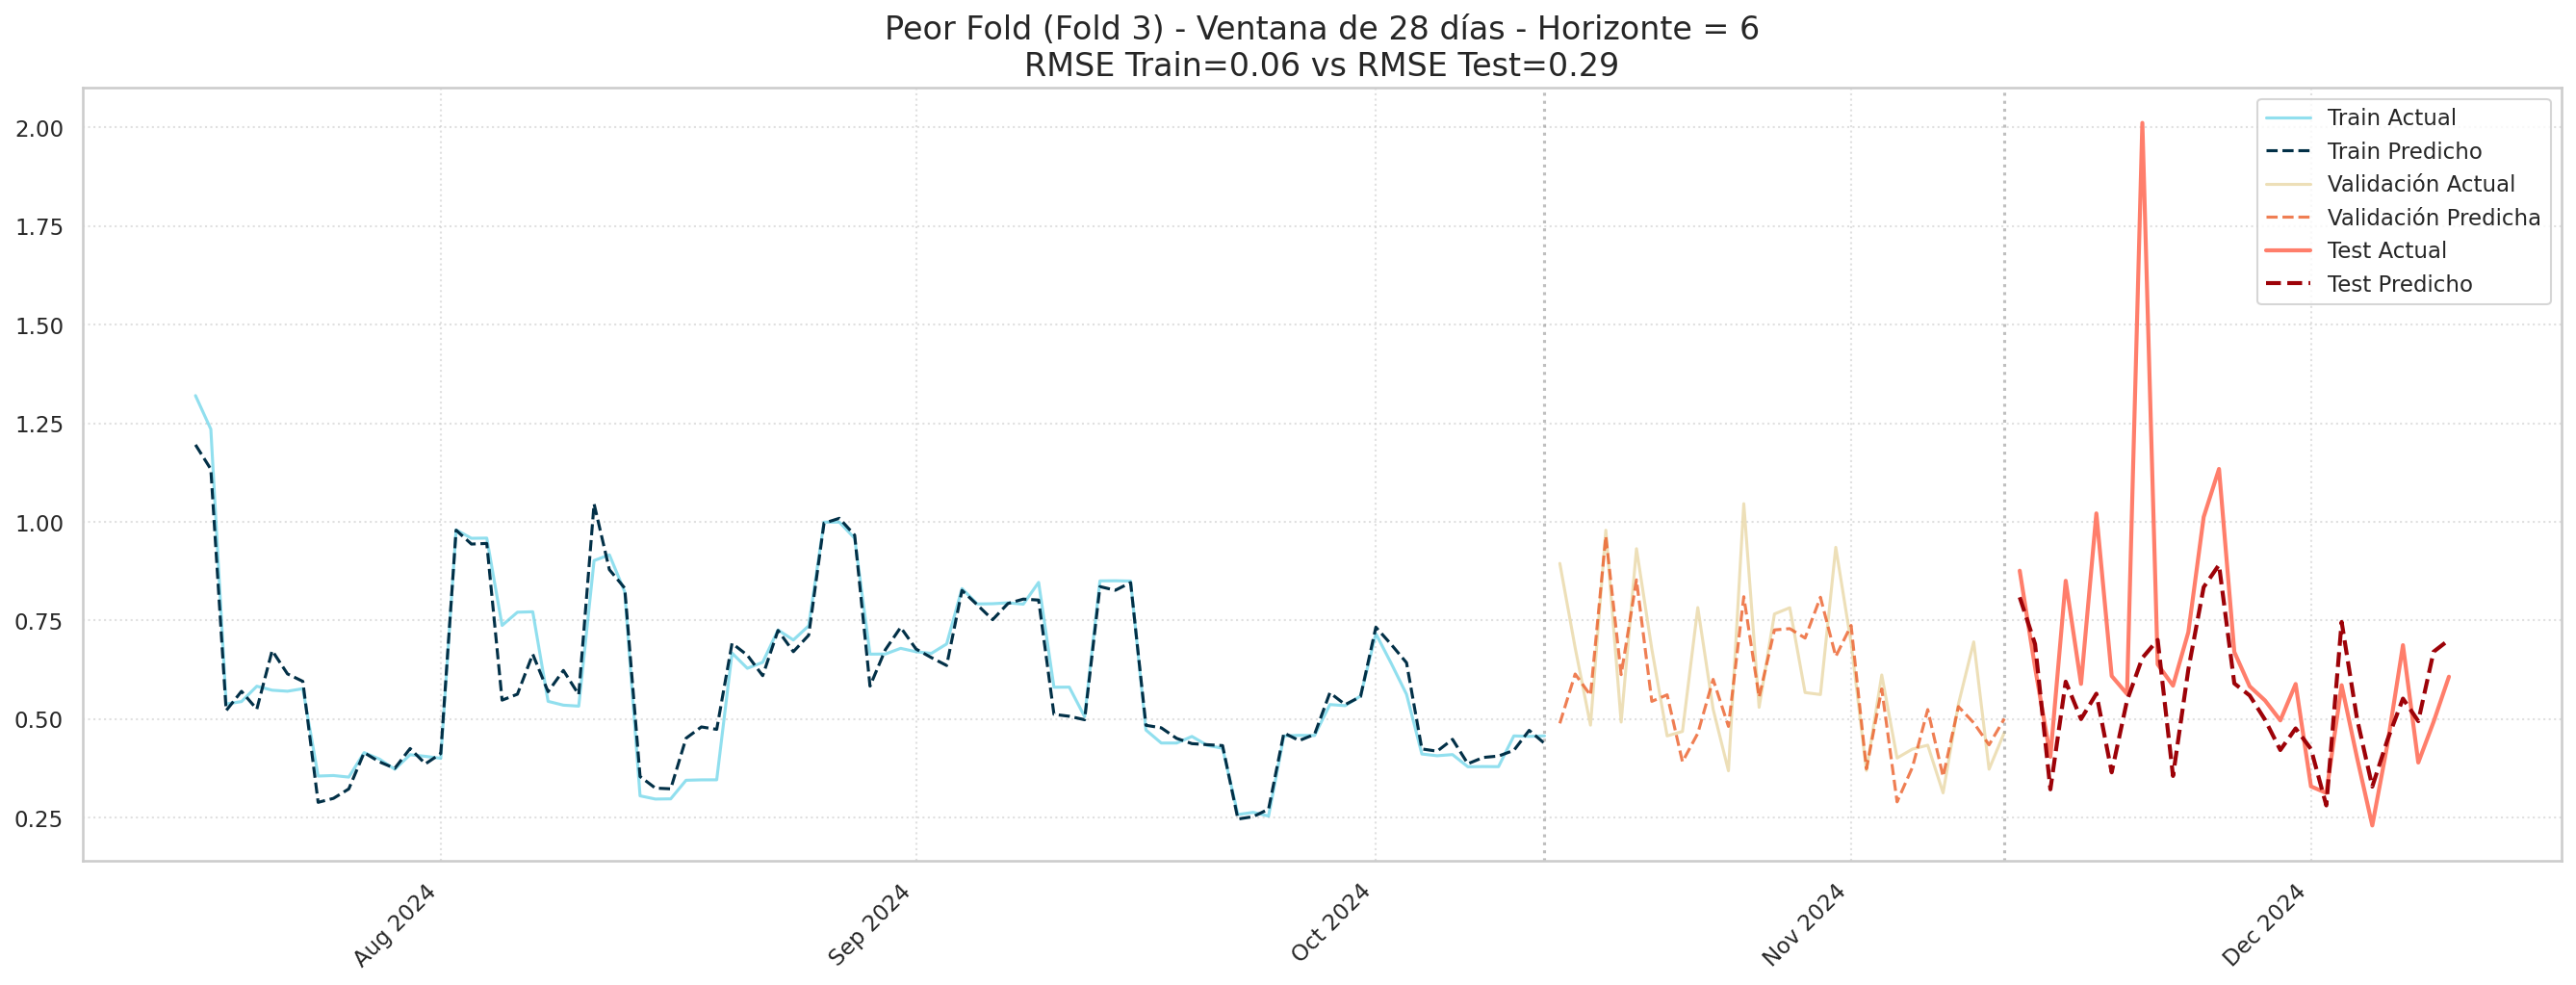 Peor Fold (Fold 3) - Ventana de 28 días - Horizonte = 6
RMSE Train=0.06 vs RMSE Test=0.29
2.00
1.75
1.50
1.25
1.00
0.75
0.50
0.25
Train Actual
Train Predicho
Validación Actual
Validación Predicha
Test Actual
Test Predicho
Aug 2024
Sep 2024
Oct 2024
Nov 2024
Dec 2024